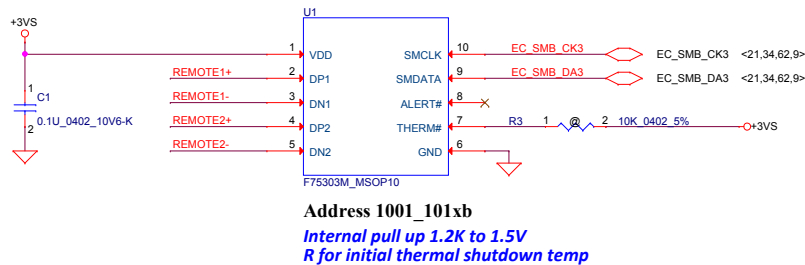 U1
+3VS
1 VDD SMCLK 10 EC_SMB_CK3 EC_SMB_CK3 <21,34,62,9>
REMOTE1+ 2 DP1 SMDATA 9 EC_SMB_DA3 EC_SMB_DA3 <21,34,62,9>
1 C1 REMOTE1- 3 DN1 ALERT# 8
2 0.1U_0402_10V6-K REMOTE2+ 4 DP2 THERM# 7 R3 1 @ 2 10K_0402_5% +3VS
REMOTE2- 5 DN2 GND 6
F75303M_MSOP10
Address 1001_101xb
Internal pull up 1.2K to 1.5V
R for initial thermal shutdown temp